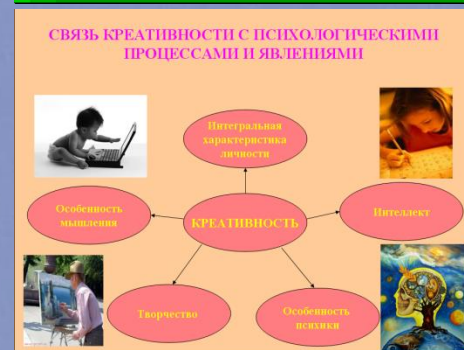 СВЯЗЬ КРЕАТИВНОСТИ С ПСИХОЛОГИЧЕСКИМИ
ПРОЦЕССАМИ И ЯВЛЕНИЯМИ
Интегральная
характеристика
личности
Особенность
мышления
КРЕАТИВНОСТЬ
Интеллект
Творчество
Особенность
психики